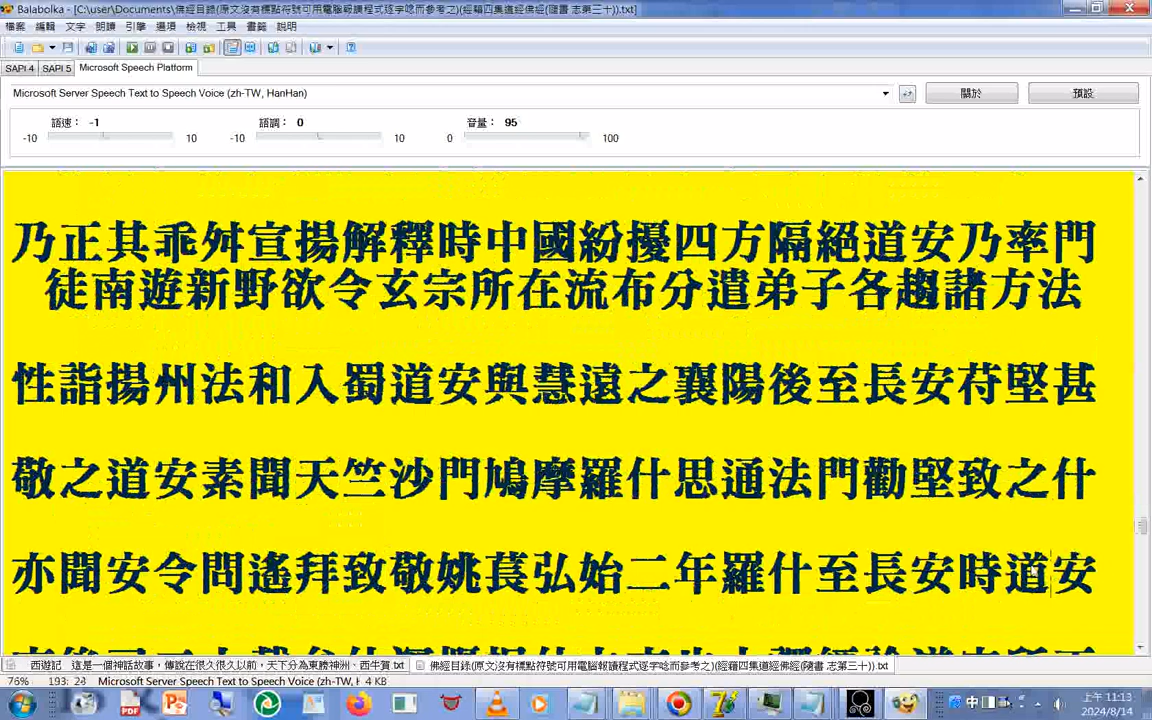 Balabolka - [C:\user\Documents\佛經目錄(原文沒有標點符號可用電腦報讀程式逐字唸而參考之)(經籍四集道經佛經(隨書 志第三十)).txt]
檔案 編輯 文字 朗讀 引擎 選項 檢視 工具 書籤 說明
SAPI 4 SAPI 5 Microsoft Speech Platform
Microsoft Server Speech Text to Speech Voice (zh-TW, HanHan)
關於 預設
語速： -1 語調： 0 音量： 95
-10 10 -10 10 0 100
乃正其乖舛宣揚解釋時中國紛擾四方隔絕道安乃率門
徒南遊新野欲令玄宗所在流布分遣弟子各趨諸方法
性詣揚州法和入蜀道安與慧遠之襄陽後至長安苻堅甚
敬之道安素聞天竺沙門鳩摩羅什思通法門勸堅致之什
亦聞安令問遙拜致敬姚萇弘始二年羅什至長安時道安
西遊記 這是一個神話故事，傳說在很久很久以前，天下分為東勝神洲、西牛賀.txt 佛經目錄(原文沒有標點符號可用電腦報讀程式逐字唸而參考之)(經籍四集道經佛經(隨書 志第三十)).txt
76% 193: 24 Microsoft Server Speech Text to Speech Voice (zh-TW, H 4 KB
中
上午 11:13
2024/8/14